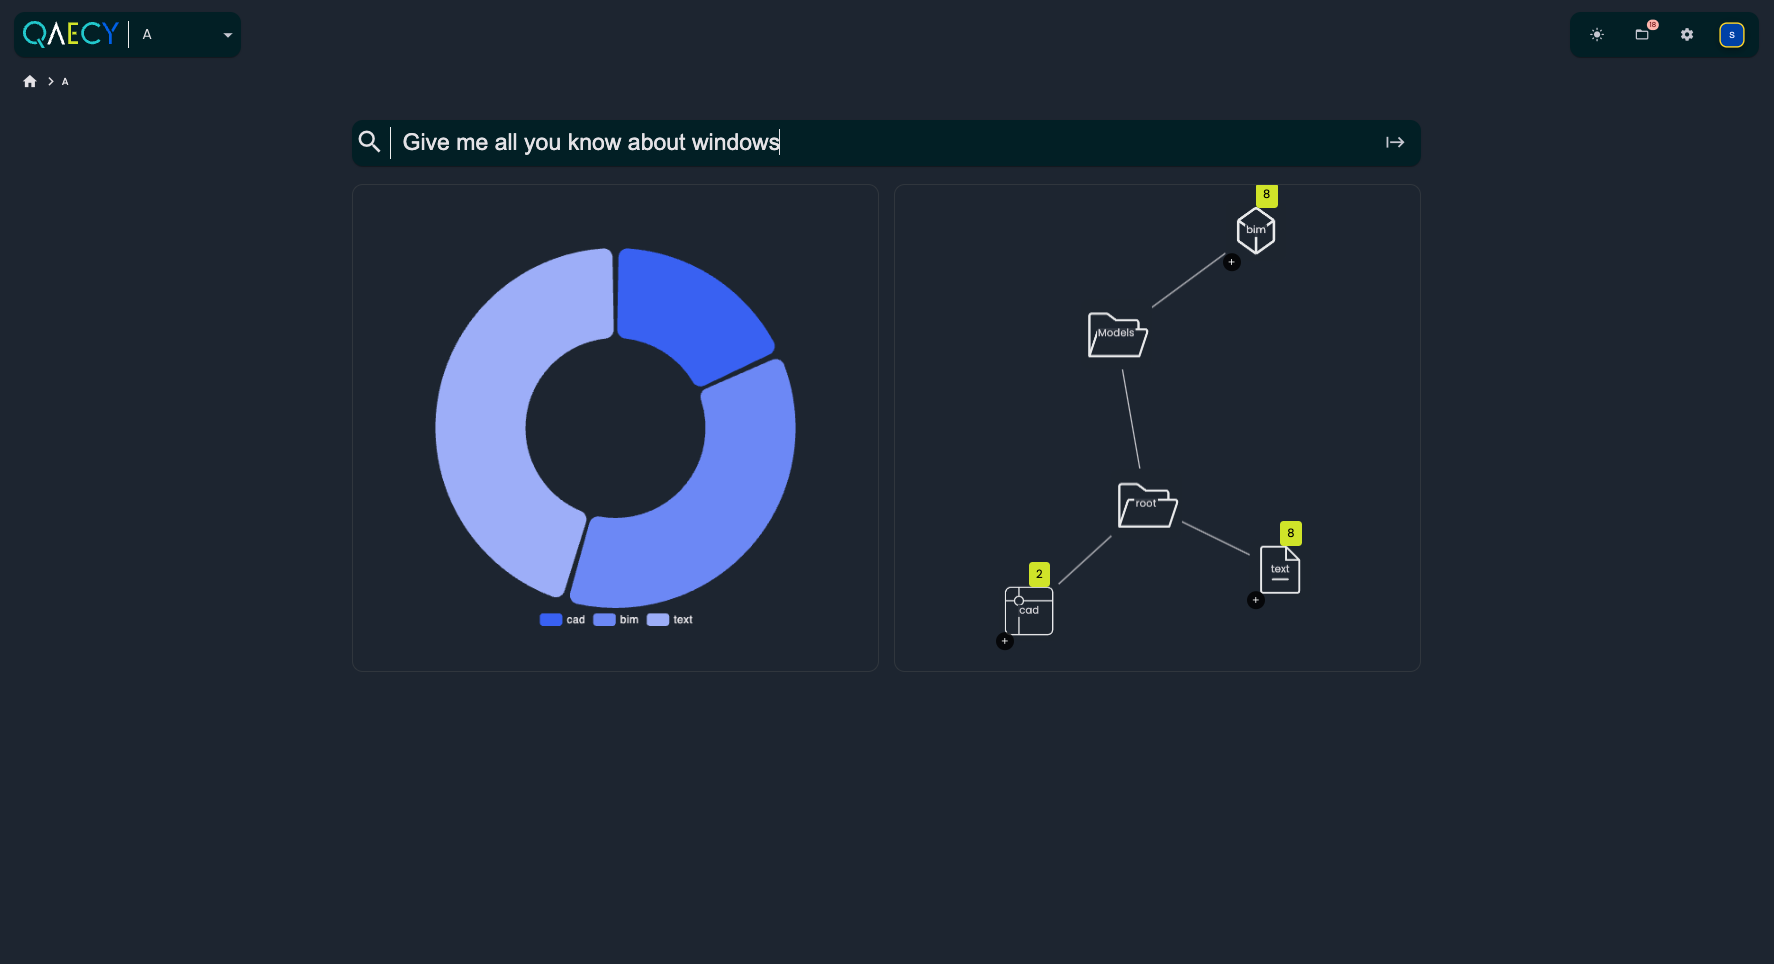 QAECY A
18
S
A
Give me all you know about windows
8
bim
Models
root
8
text
2
cad
cad bim text